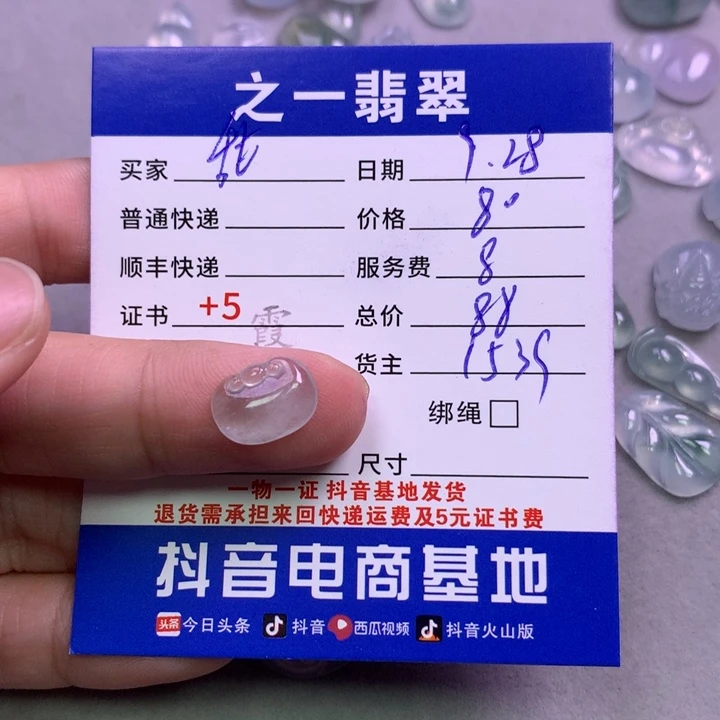 之一翡翠
买家 日期 9.28
普通快递 价格 80
顺丰快递 服务费 8
证书 +5 总价 88
霞
货主 1539
绑绳
尺寸
一物一证 抖音基地发货
退货需承担来回快递运费及5元证书费
抖音电商基地
头条 今日头条 抖音 西瓜视频 抖音火山版